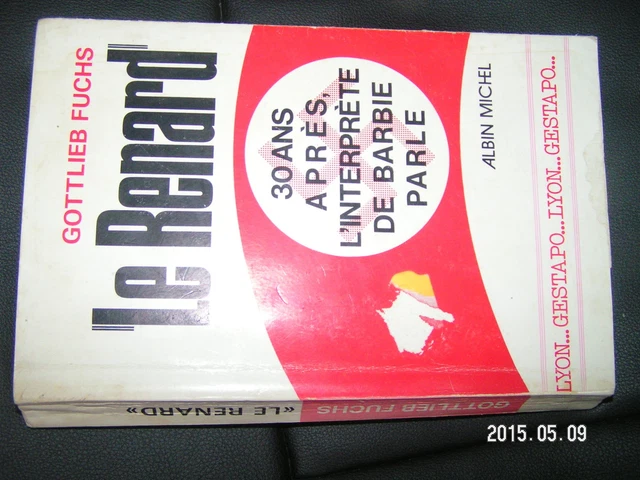 GOTTLIEB FUCHS
"Le Renard"
30 ANS
APRÈS,
L'INTERPRÈTE
DE BARBIE
PARLE
ALBIN MICHEL
LYON... GESTAPO... LYON... GESTAPO...
GOTTLIEB FUCHS «LE RENARD»
2015.05.09